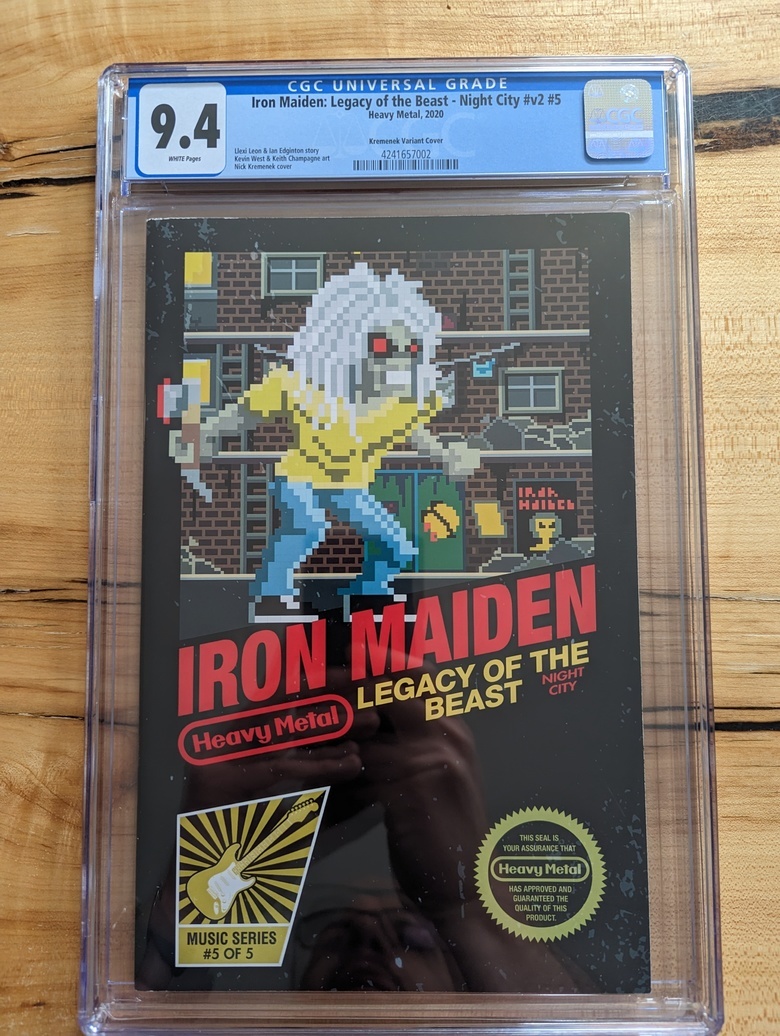 CGC UNIVERSAL GRADE
9.4
WHITE Pages
Iron Maiden: Legacy of the Beast - Night City #v2 #5
Heavy Metal, 2020
Kremenek Variant Cover
4241657002
Llexi Leon & Ian Edginton story
Kevin West & Keith Champagne art
Nick Kremenek cover
CGC
IRON
MAIDEN
IRON MAIDEN
LEGACY OF THE
BEAST
NIGHT
CITY
Heavy Metal
MUSIC SERIES
#5 OF 5
THIS SEAL IS
YOUR ASSURANCE THAT
Heavy Metal
HAS APPROVED AND
GUARANTEED THE
QUALITY OF THIS
PRODUCT.